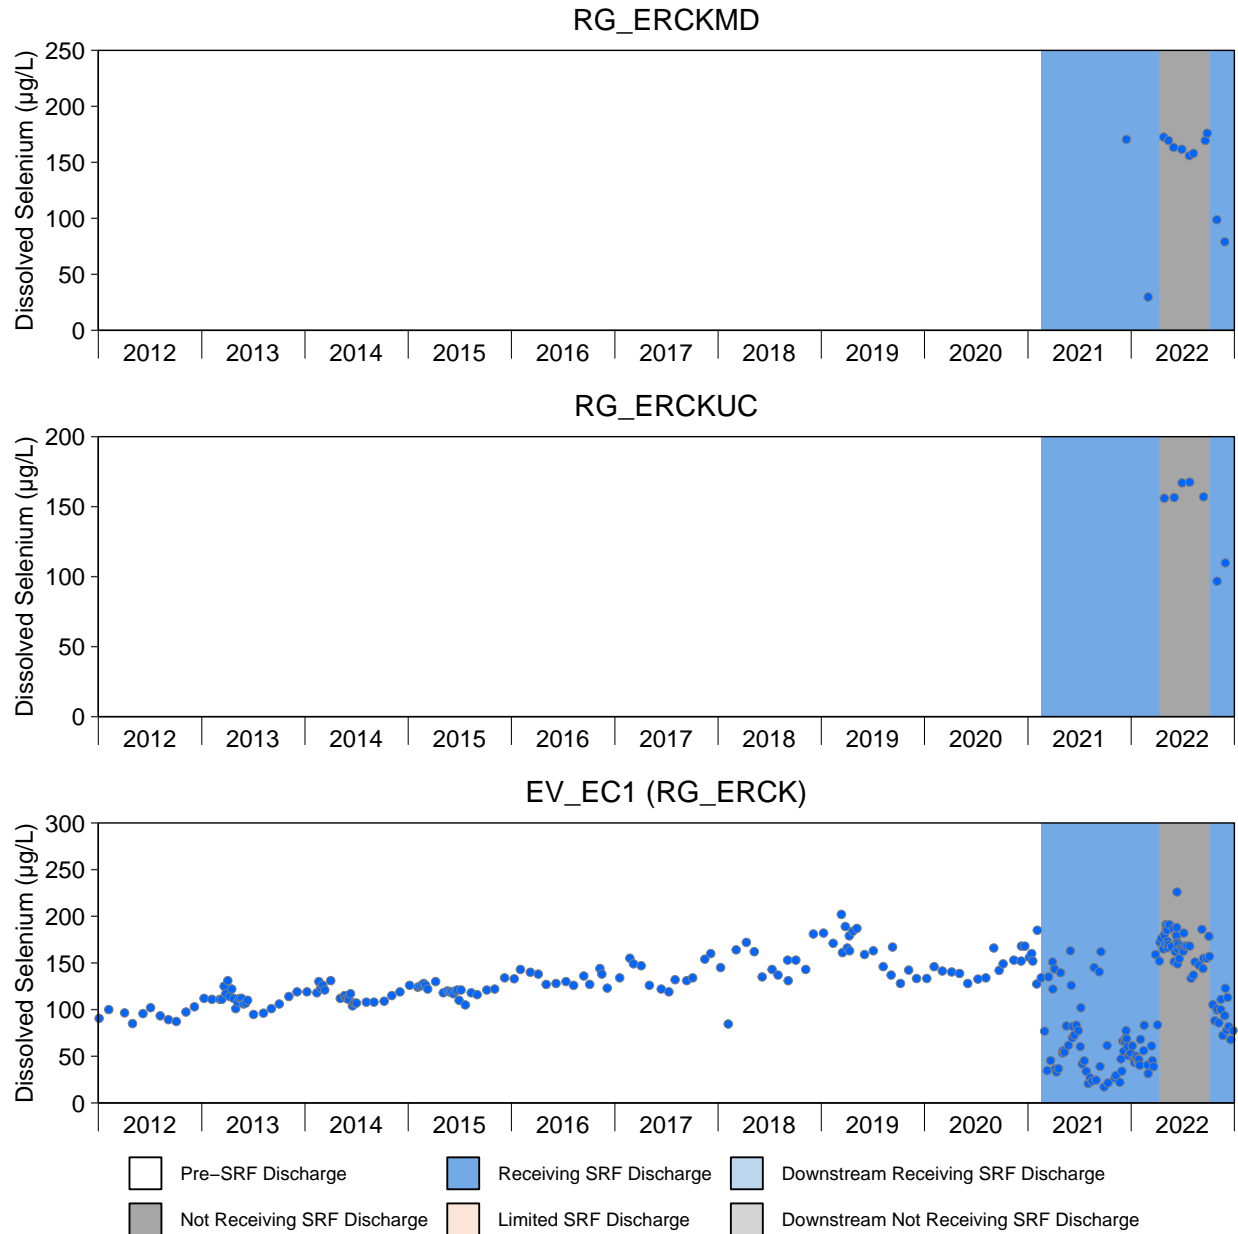 RG_ERCKMD
Dissolved Selenium (µg/L)
250
200
150
100
50
0
2012 2013 2014 2015 2016 2017 2018 2019 2020 2021 2022
RG_ERCKUC
Dissolved Selenium (µg/L)
200
150
100
50
0
2012 2013 2014 2015 2016 2017 2018 2019 2020 2021 2022
EV_EC1 (RG_ERCK)
Dissolved Selenium (µg/L)
300
250
200
150
100
50
0
2012 2013 2014 2015 2016 2017 2018 2019 2020 2021 2022
Pre−SRF Discharge Receiving SRF Discharge Downstream Receiving SRF Discharge
Not Receiving SRF Discharge Limited SRF Discharge Downstream Not Receiving SRF Discharge